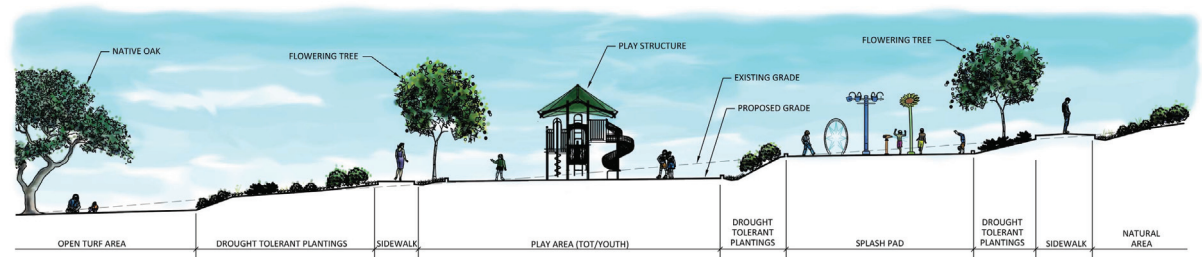 NATIVE OAK
FLOWERING TREE
PLAY STRUCTURE
EXISTING GRADE
PROPOSED GRADE
FLOWERING TREE
OPEN TURF AREA
DROUGHT TOLERANT PLANTINGS
SIDEWALK
PLAY AREA (TOT/YOUTH)
DROUGHT
TOLERANT
PLANTINGS
SPLASH PAD
DROUGHT
TOLERANT
PLANTINGS
SIDEWALK
NATURAL
AREA